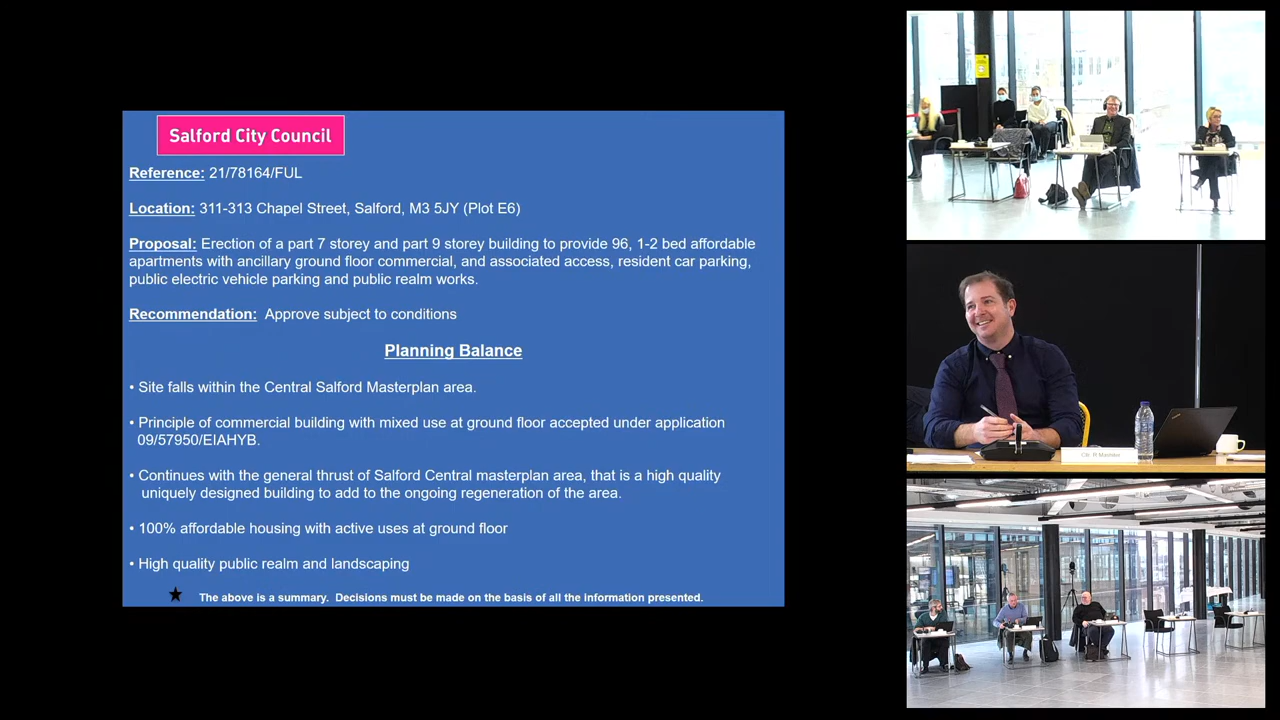 Salford City Council
Reference: 21/78164/FUL
Location: 311-313 Chapel Street, Salford, M3 5JY (Plot E6)
Proposal: Erection of a part 7 storey and part 9 storey building to provide 96, 1-2 bed affordable
apartments with ancillary ground floor commercial, and associated access, resident car parking,
public electric vehicle parking and public realm works.
Recommendation: Approve subject to conditions
Planning Balance
• Site falls within the Central Salford Masterplan area.
• Principle of commercial building with mixed use at ground floor accepted under application
09/57950/EIAHYB.
• Continues with the general thrust of Salford Central masterplan area, that is a high quality
uniquely designed building to add to the ongoing regeneration of the area.
• 100% affordable housing with active uses at ground floor
• High quality public realm and landscaping
★ The above is a summary. Decisions must be made on the basis of all the information presented.